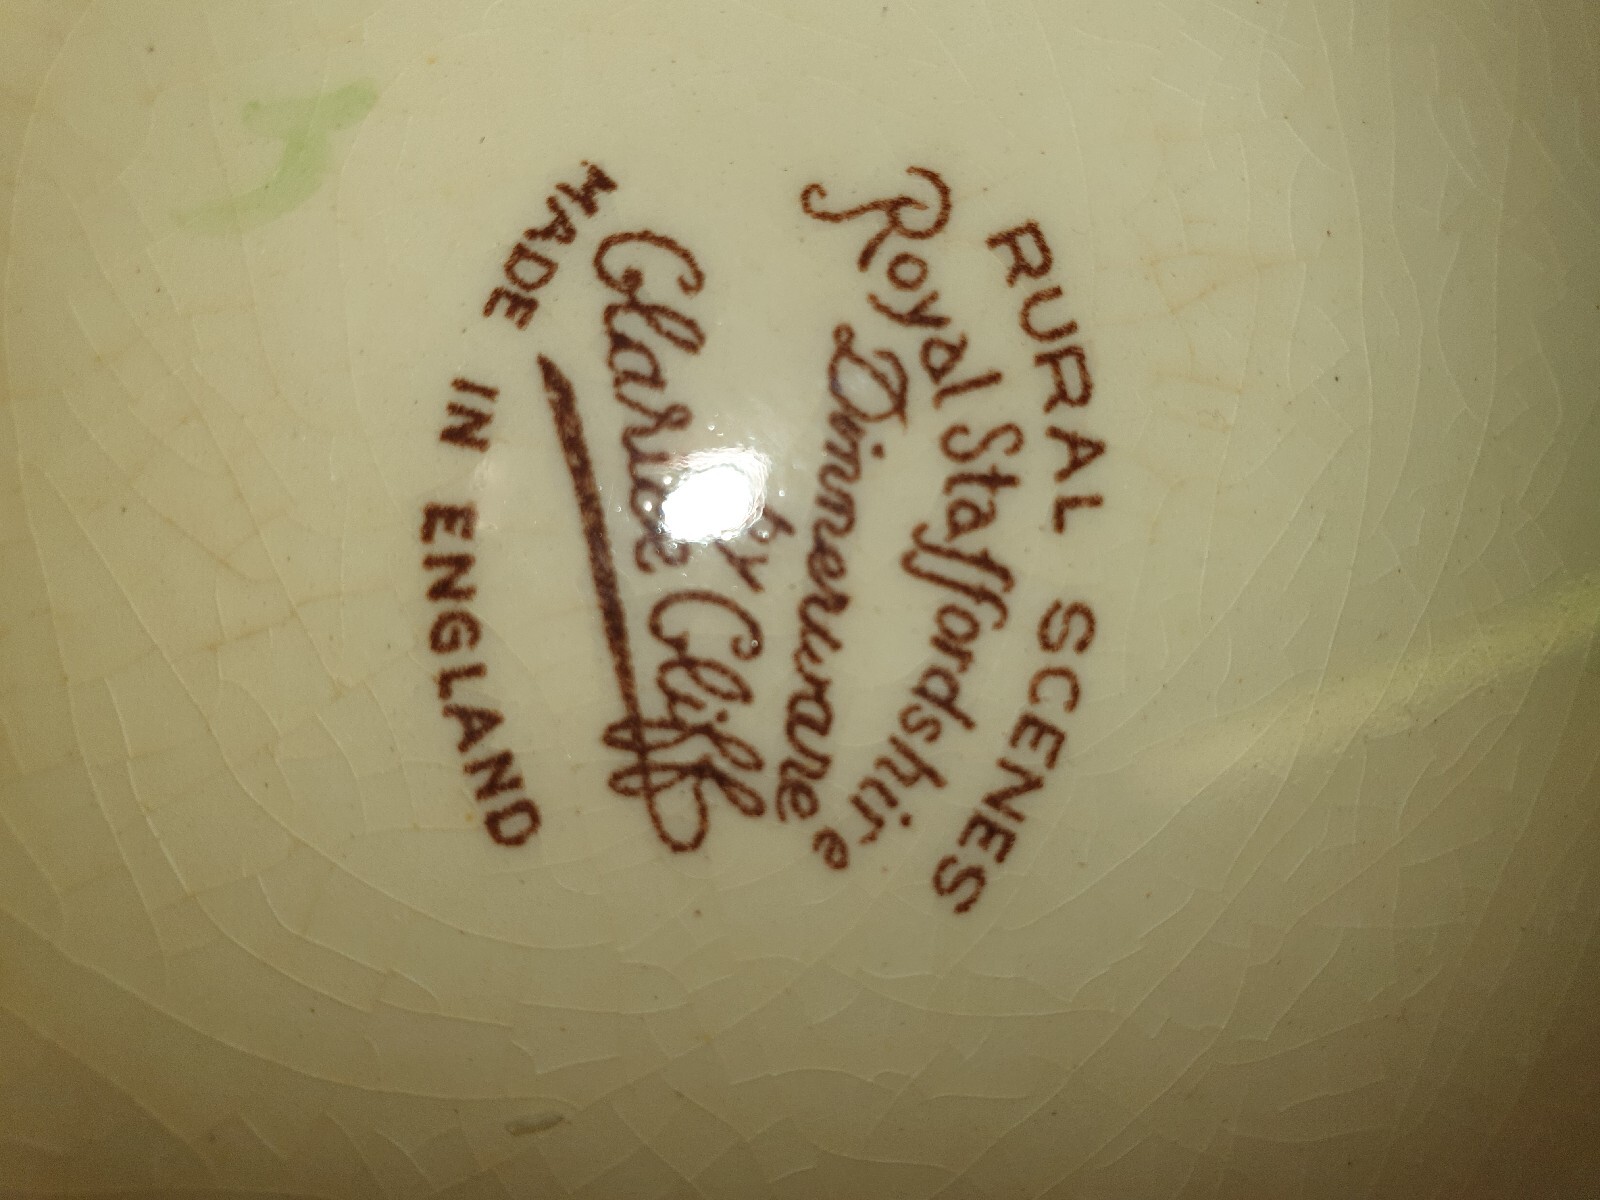 RURAL SCENES
Royal Staffordshire
Dinnerware
by
Clarice Cliff
MADE IN ENGLAND